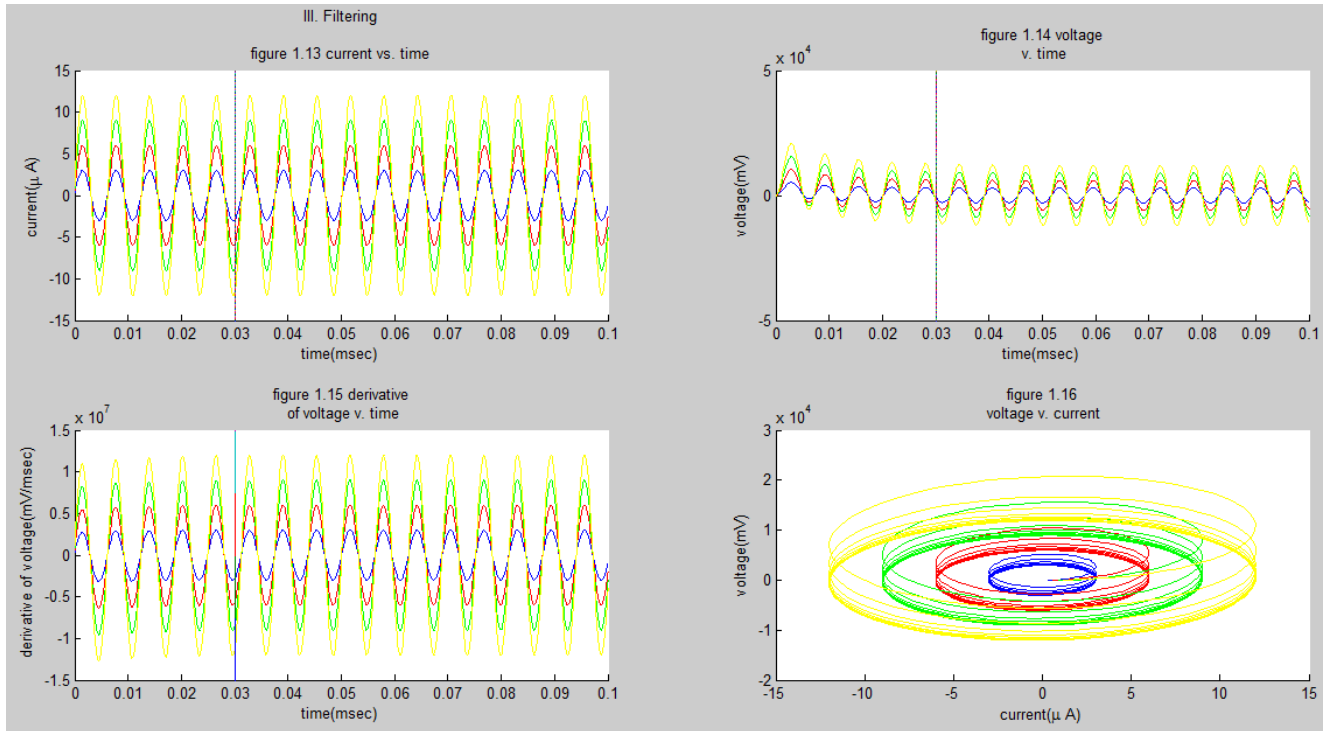 III. Filtering
figure 1.13 current vs. time
15
10
5
0
-5
-10
-15
current(μ A)
0 0.01 0.02 0.03 0.04 0.05 0.06 0.07 0.08 0.09 0.1
time(msec)
figure 1.14 voltage
v. time
x 10^4
5
0
-5
voltage(mV)
0 0.01 0.02 0.03 0.04 0.05 0.06 0.07 0.08 0.09 0.1
time(msec)
figure 1.15 derivative
of voltage v. time
x 10^7
1.5
1
0.5
0
-0.5
-1
-1.5
derivative of voltage(mV/msec)
0 0.01 0.02 0.03 0.04 0.05 0.06 0.07 0.08 0.09 0.1
time(msec)
figure 1.16
voltage v. current
x 10^4
3
2
1
0
-1
-2
voltage(mV)
-15 -10 -5 0 5 10 15
current(μ A)